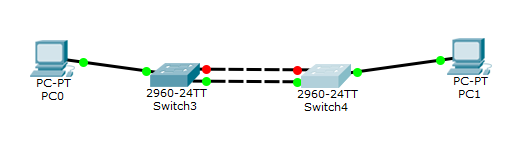 PC-PT
PC0
2960-24TT
Switch3
2960-24TT
Switch4
PC-PT
PC1